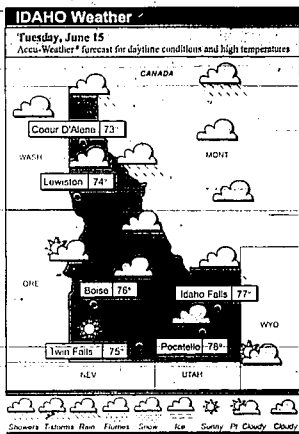 IDAHO Weather
Tuesday, June 15
Accu-Weather® forecast for daytime conditions and high temperatures
CANADA
Coeur D'Alene 73°
WASH
MONT
Lewiston 74°
ORE
Boise 76°
Idaho Falls 77°
WYO
Twin Falls 75°
Pocatello 78°
NEV
UTAH
Showers T-storms Rain Flurries Snow Ice Sunny Pt Cloudy Cloudy